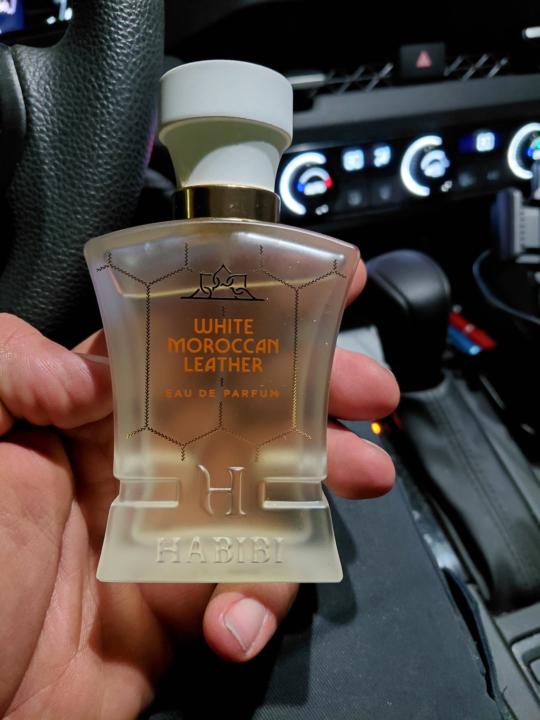 WHITE
MOROCCAN
LEATHER
EAU DE PARFUM
H
HABIBI